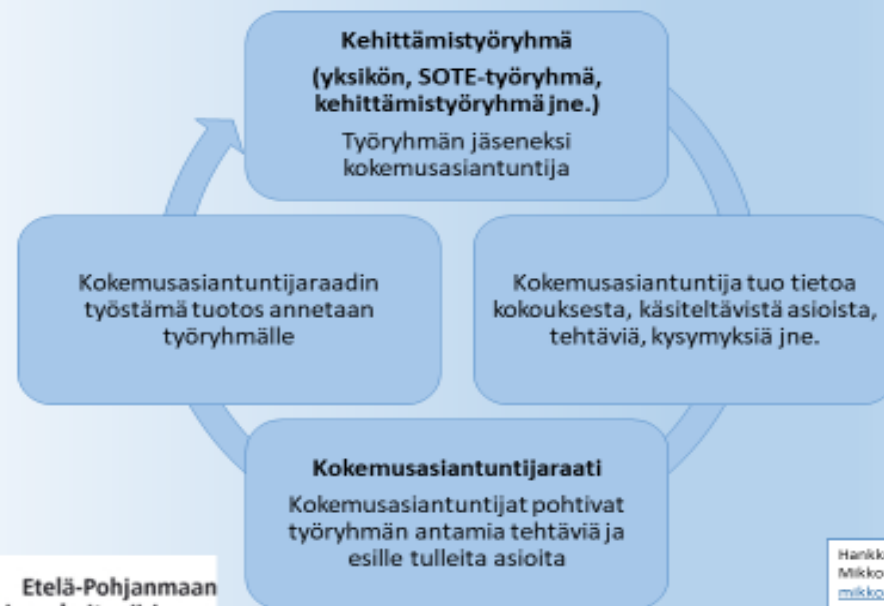 Kehittämistyöryhmä
(yksikön, SOTE-työryhmä,
kehittämistyöryhmä jne.)
Työryhmän jäseneksi
kokemusasiantuntija
Kokemusasiantuntija tuo tietoa
kokouksesta, käsiteltävistä asioista,
tehtäviä, kysymyksiä jne.
Kokemusasiantuntijaraati
Kokemusasiantuntijat pohtivat
työryhmän antamia tehtäviä ja
esille tulleita asioita
Kokemusasiantuntijaraadin
työstämä tuotos annetaan
työryhmälle
Etelä-Pohjanmaan
Mikko
mikko